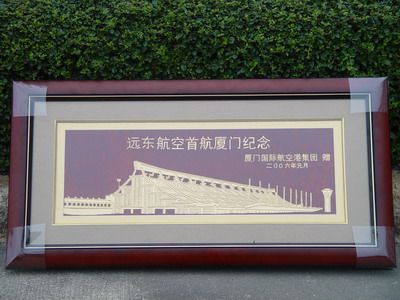 远东航空首航厦门纪念
厦门国际航空港集团 赠
二00六年元月